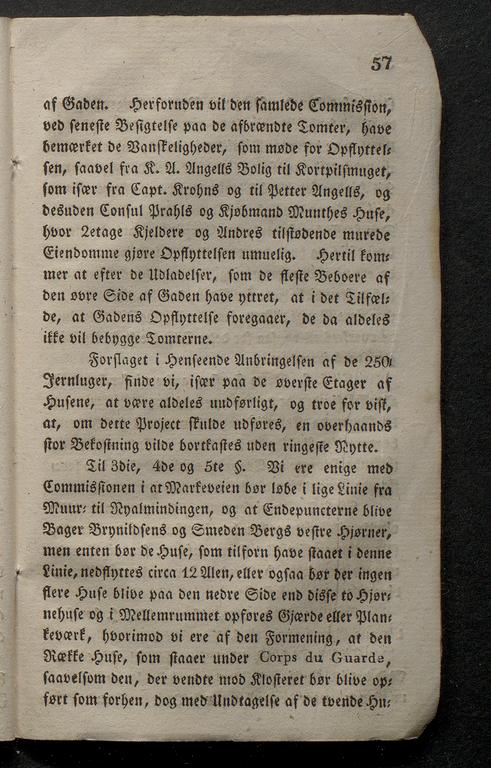 57
af Gaden. Herforuden vil den samlede Commission,
ved seneste Besigtelse paa de afbrændte Tomter, have
bemærket de Vanskeligheder, som møde for Opflyttel-
sen, saavel fra K. A. Angells Bolig til Kortpilsmuget,
som især fra Capt. Krohns og til Petter Angells, og
desuden Consul Prahls og Kjøbmand Munthes Huse,
hvor 2etage Kjeldere og Andres tilstødende murede
Eiendomme gjøre Opflyttelsen umuelig. Hertil kom-
mer at efter de Udladelser, som de fleste Beboere af
den øvre Side af Gaden have yttret, at i det Tilfæl-
de, at Gadens Opflyttelse foregaaer, de da aldeles
ikke vil bebygge Tomterne.
Forslaget i Henseende Anbringelsen af de 250
Jernluger, finde vi, især paa de øverste Etager af
Husene, at være aldeles uudførligt, og troe for vist,
at, om dette Project skulde udføres, en overhaands
stor Bekostning vilde bortkastes uden ringeste Nytte.
Til 3die, 4de og 5te §. Vi ere enige med
Commissionen i at Markeveien bør løbe i lige Linie fra
Muur- til Nyalmindingen, og at Endepuncterne blive
Bager Brynildsens og Smeden Bergs vestre Hjørner,
men enten bør de Huse, som tilforn have staaet i denne
Linie, nedflyttes circa 12 Alen, eller ogsaa bør der ingen
flere Huse blive paa den nedre Side end disse to Hjør-
nehuse og i Mellemrummet opføres Gjærde eller Plan-
keværk, hvorimod vi ere af den Formening, at den
Række Huse, som staaer under Corps du Guarde,
saavelsom den, der vendte mod Klosteret bør blive op-
ført som forhen, dog med Undtagelse af de tvende Hu-